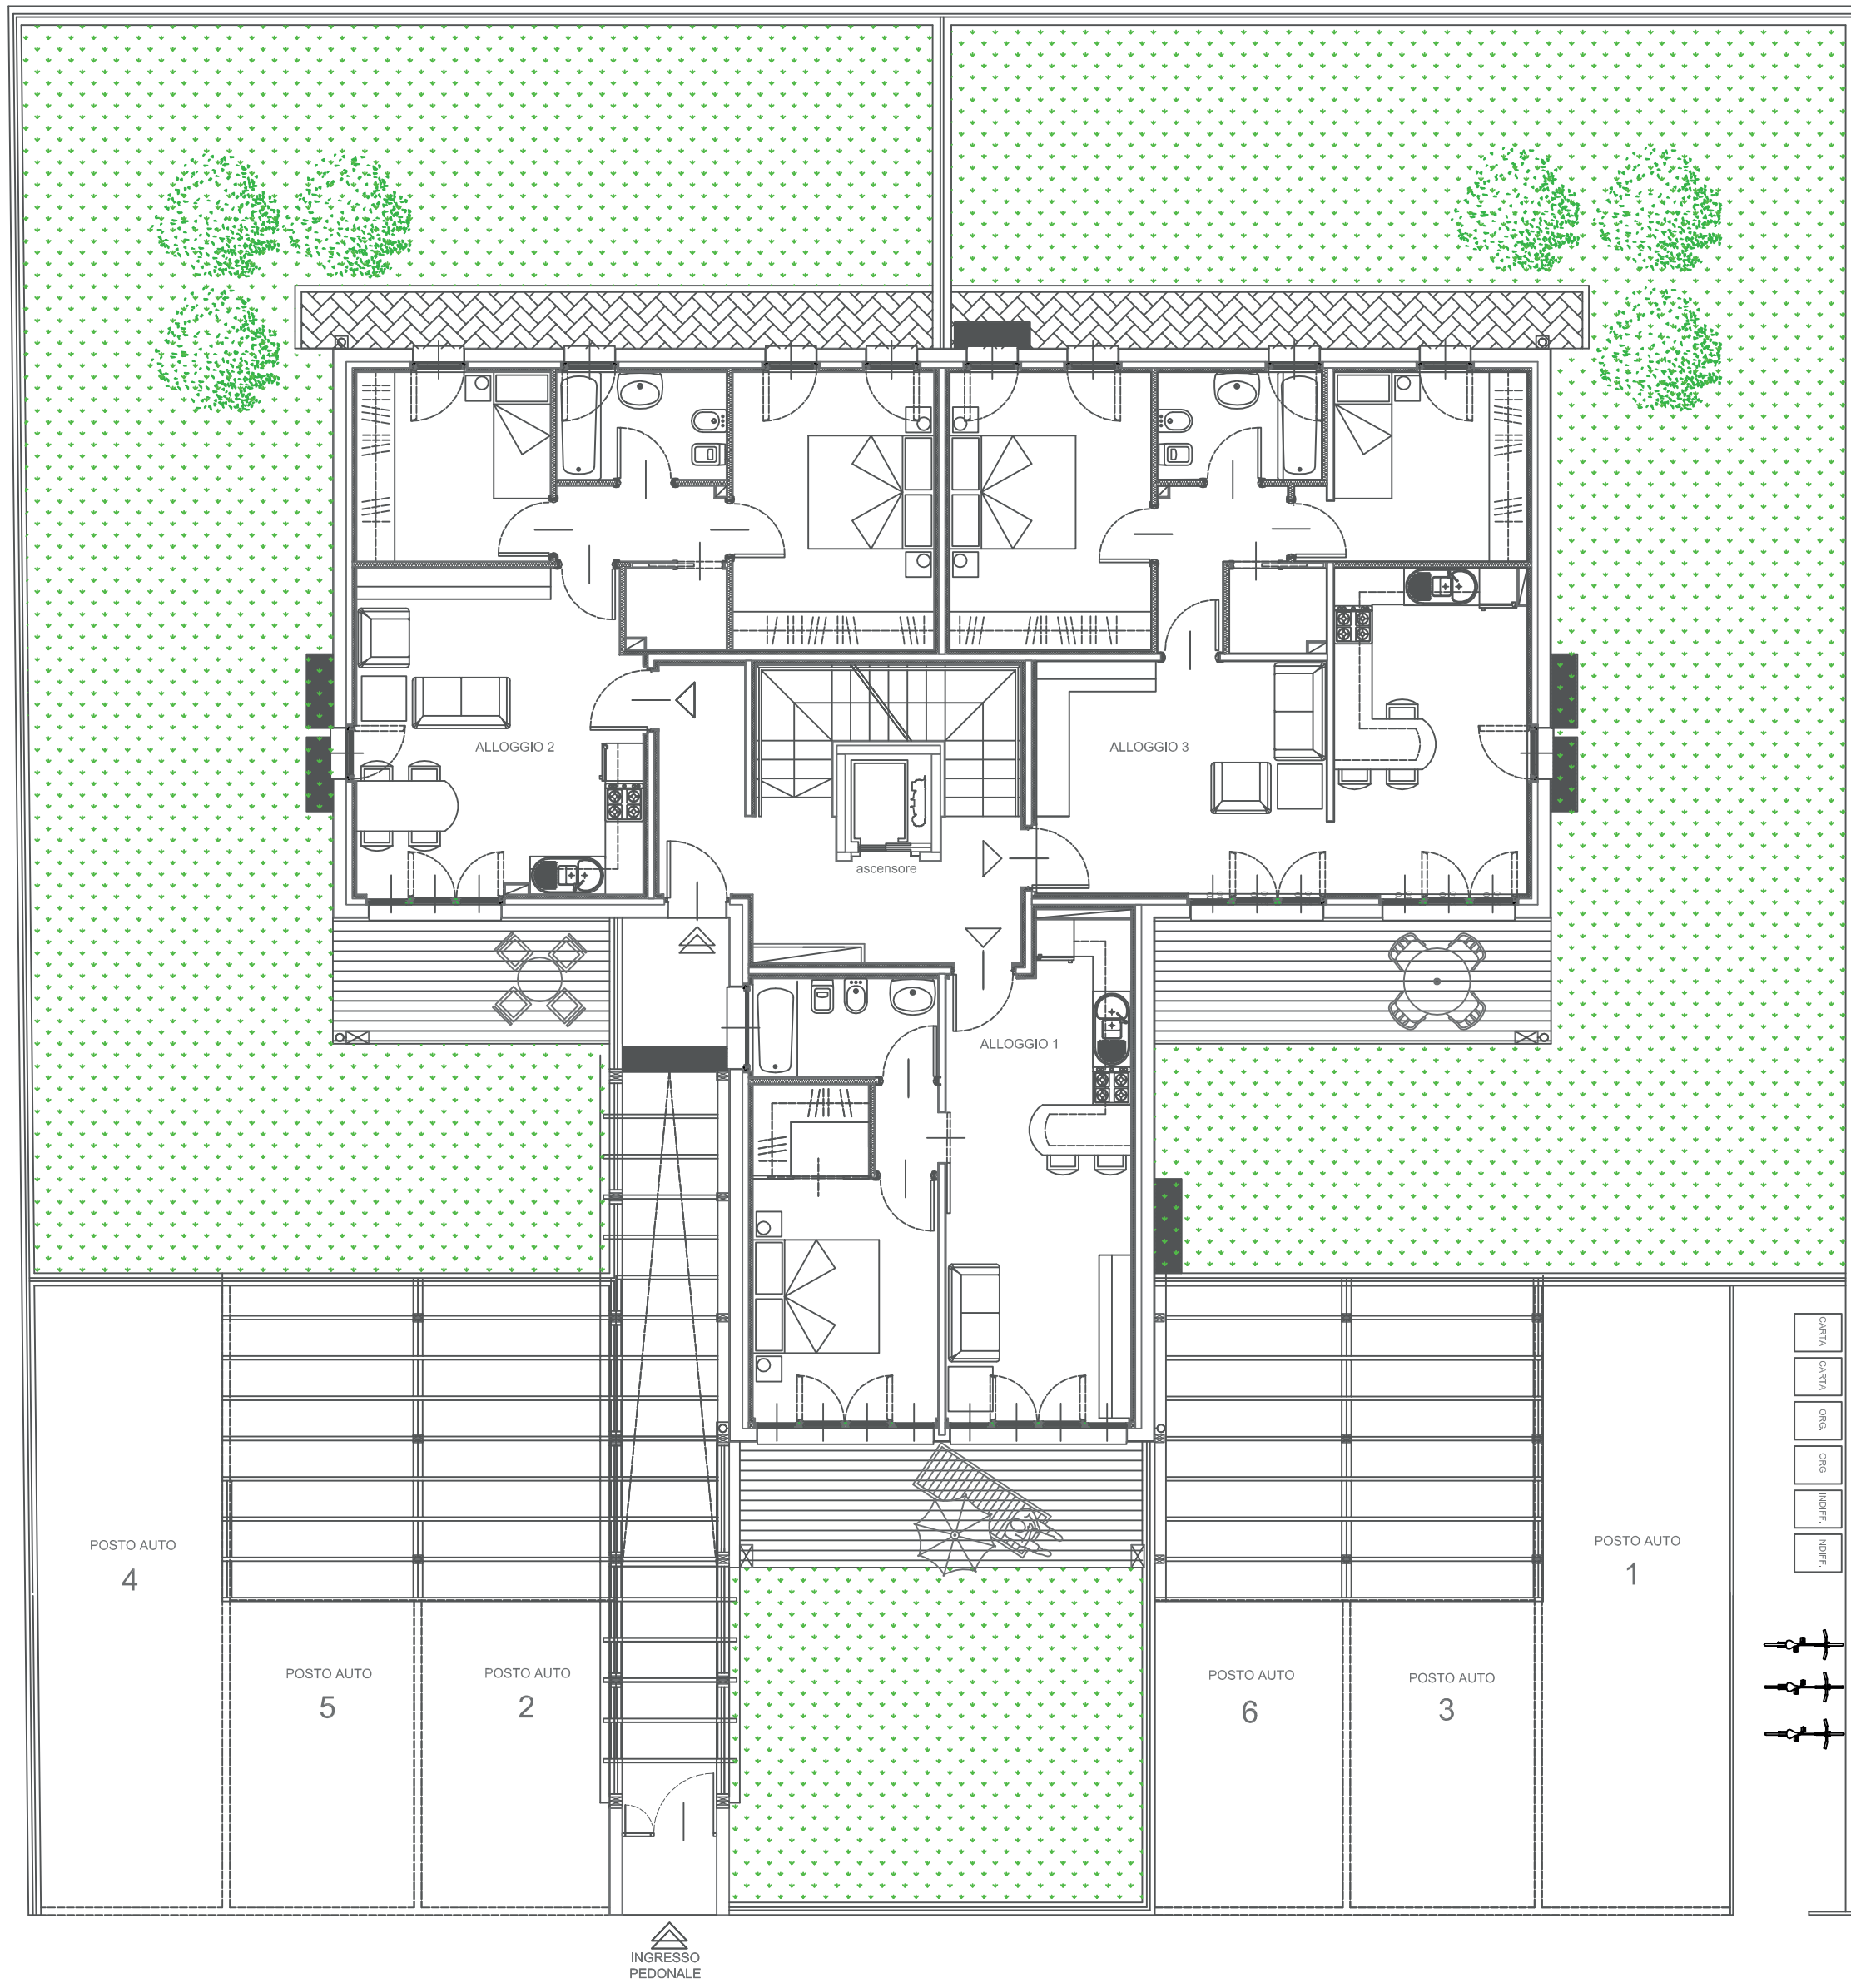 ALLOGGIO 2
ALLOGGIO 3
ascensore
ALLOGGIO 1
CARTA
CARTA
ORG.
ORG.
INDIFF.
INDIFF.
POSTO AUTO
4
POSTO AUTO
1
POSTO AUTO
5
POSTO AUTO
2
POSTO AUTO
6
POSTO AUTO
3
INGRESSO
PEDONALE